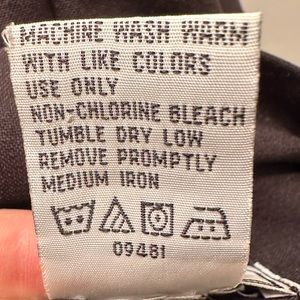 MACHINE WASH WARM
WITH LIKE COLORS
USE ONLY
NON-CHLORINE BLEACH
TUMBLE DRY LOW
REMOVE PROMPTLY
MEDIUM IRON
09481